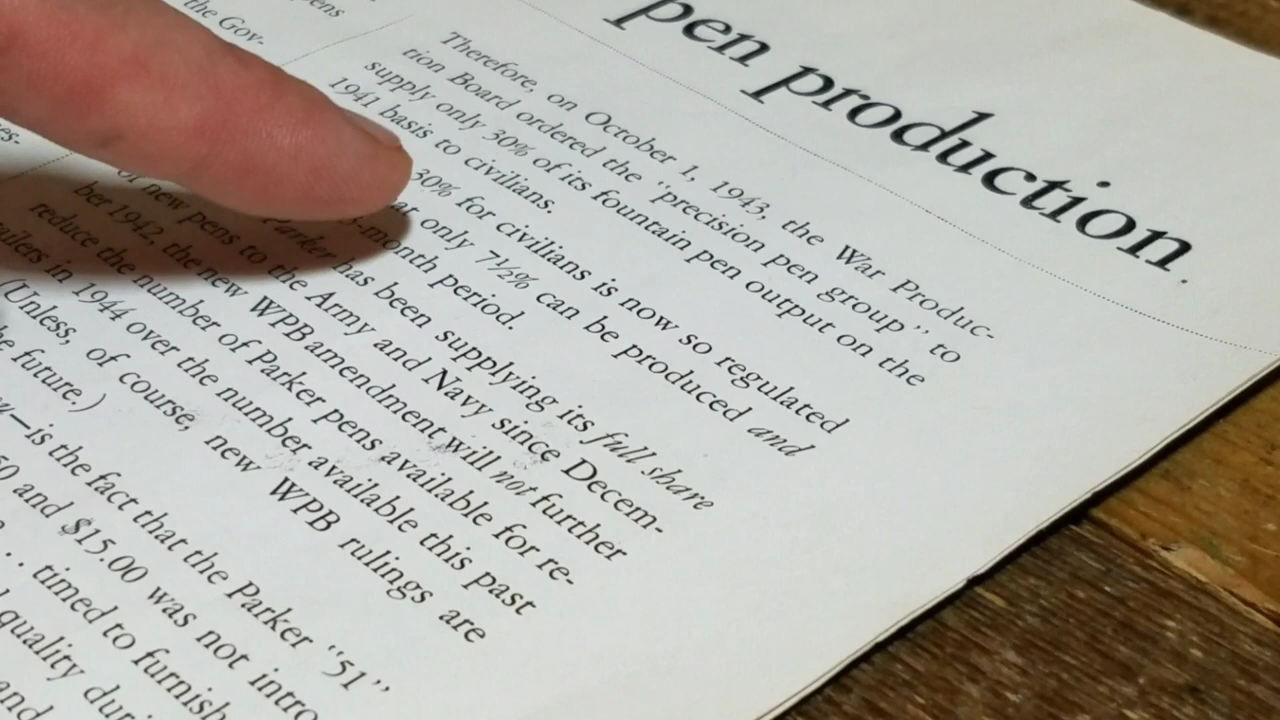 pen production.
pens
the Gov-
Therefore, on October 1, 1943, the War Produc-
tion Board ordered the "precision pen group" to
supply only 30% of its fountain pen output on the
1941 basis to civilians.
30% for civilians is now so regulated
only 7½% can be produced and
-month period.
Parker has been supplying its full share
of new pens to the Army and Navy since Decem-
ber 1942, the new WPB amendment will not further
reduce the number of Parker pens available for re-
tailers in 1944 over the number available this past
(Unless, of course, new WPB rulings are
future.)
—is the fact that the Parker "51"
and $15.00 was not intro
. . timed to furnish
quality
and